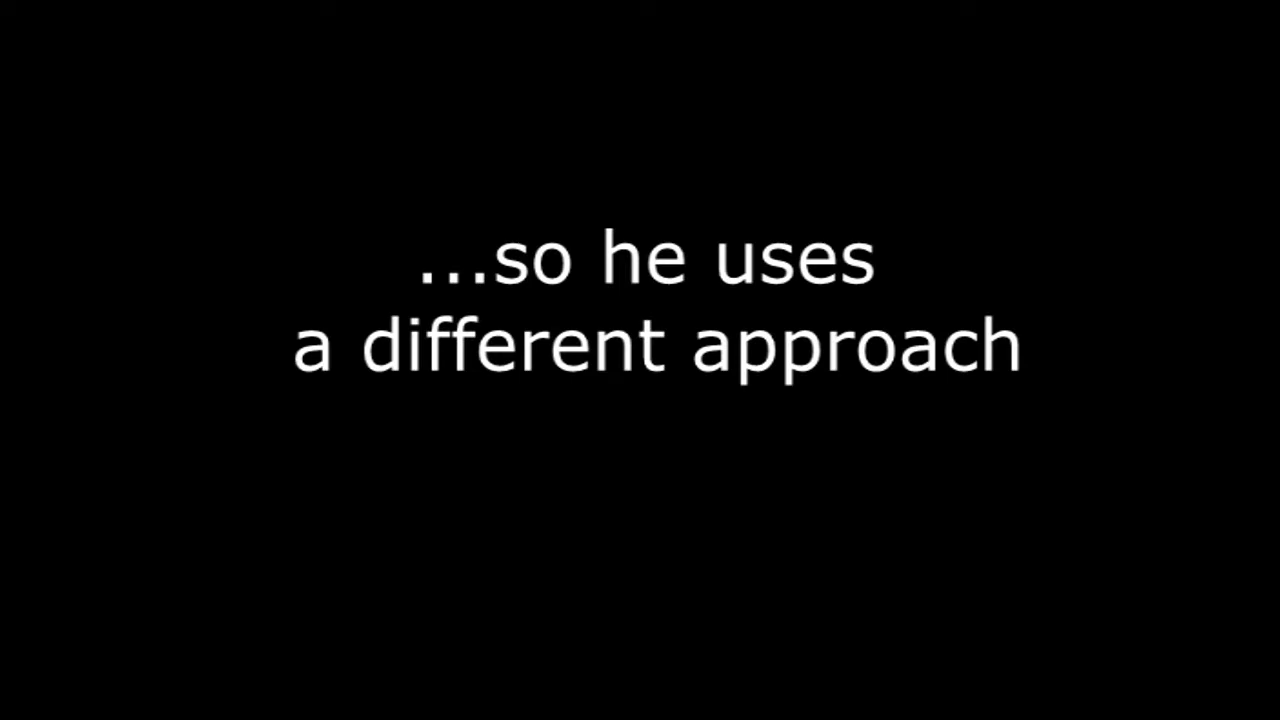 ...so he uses
a different approach